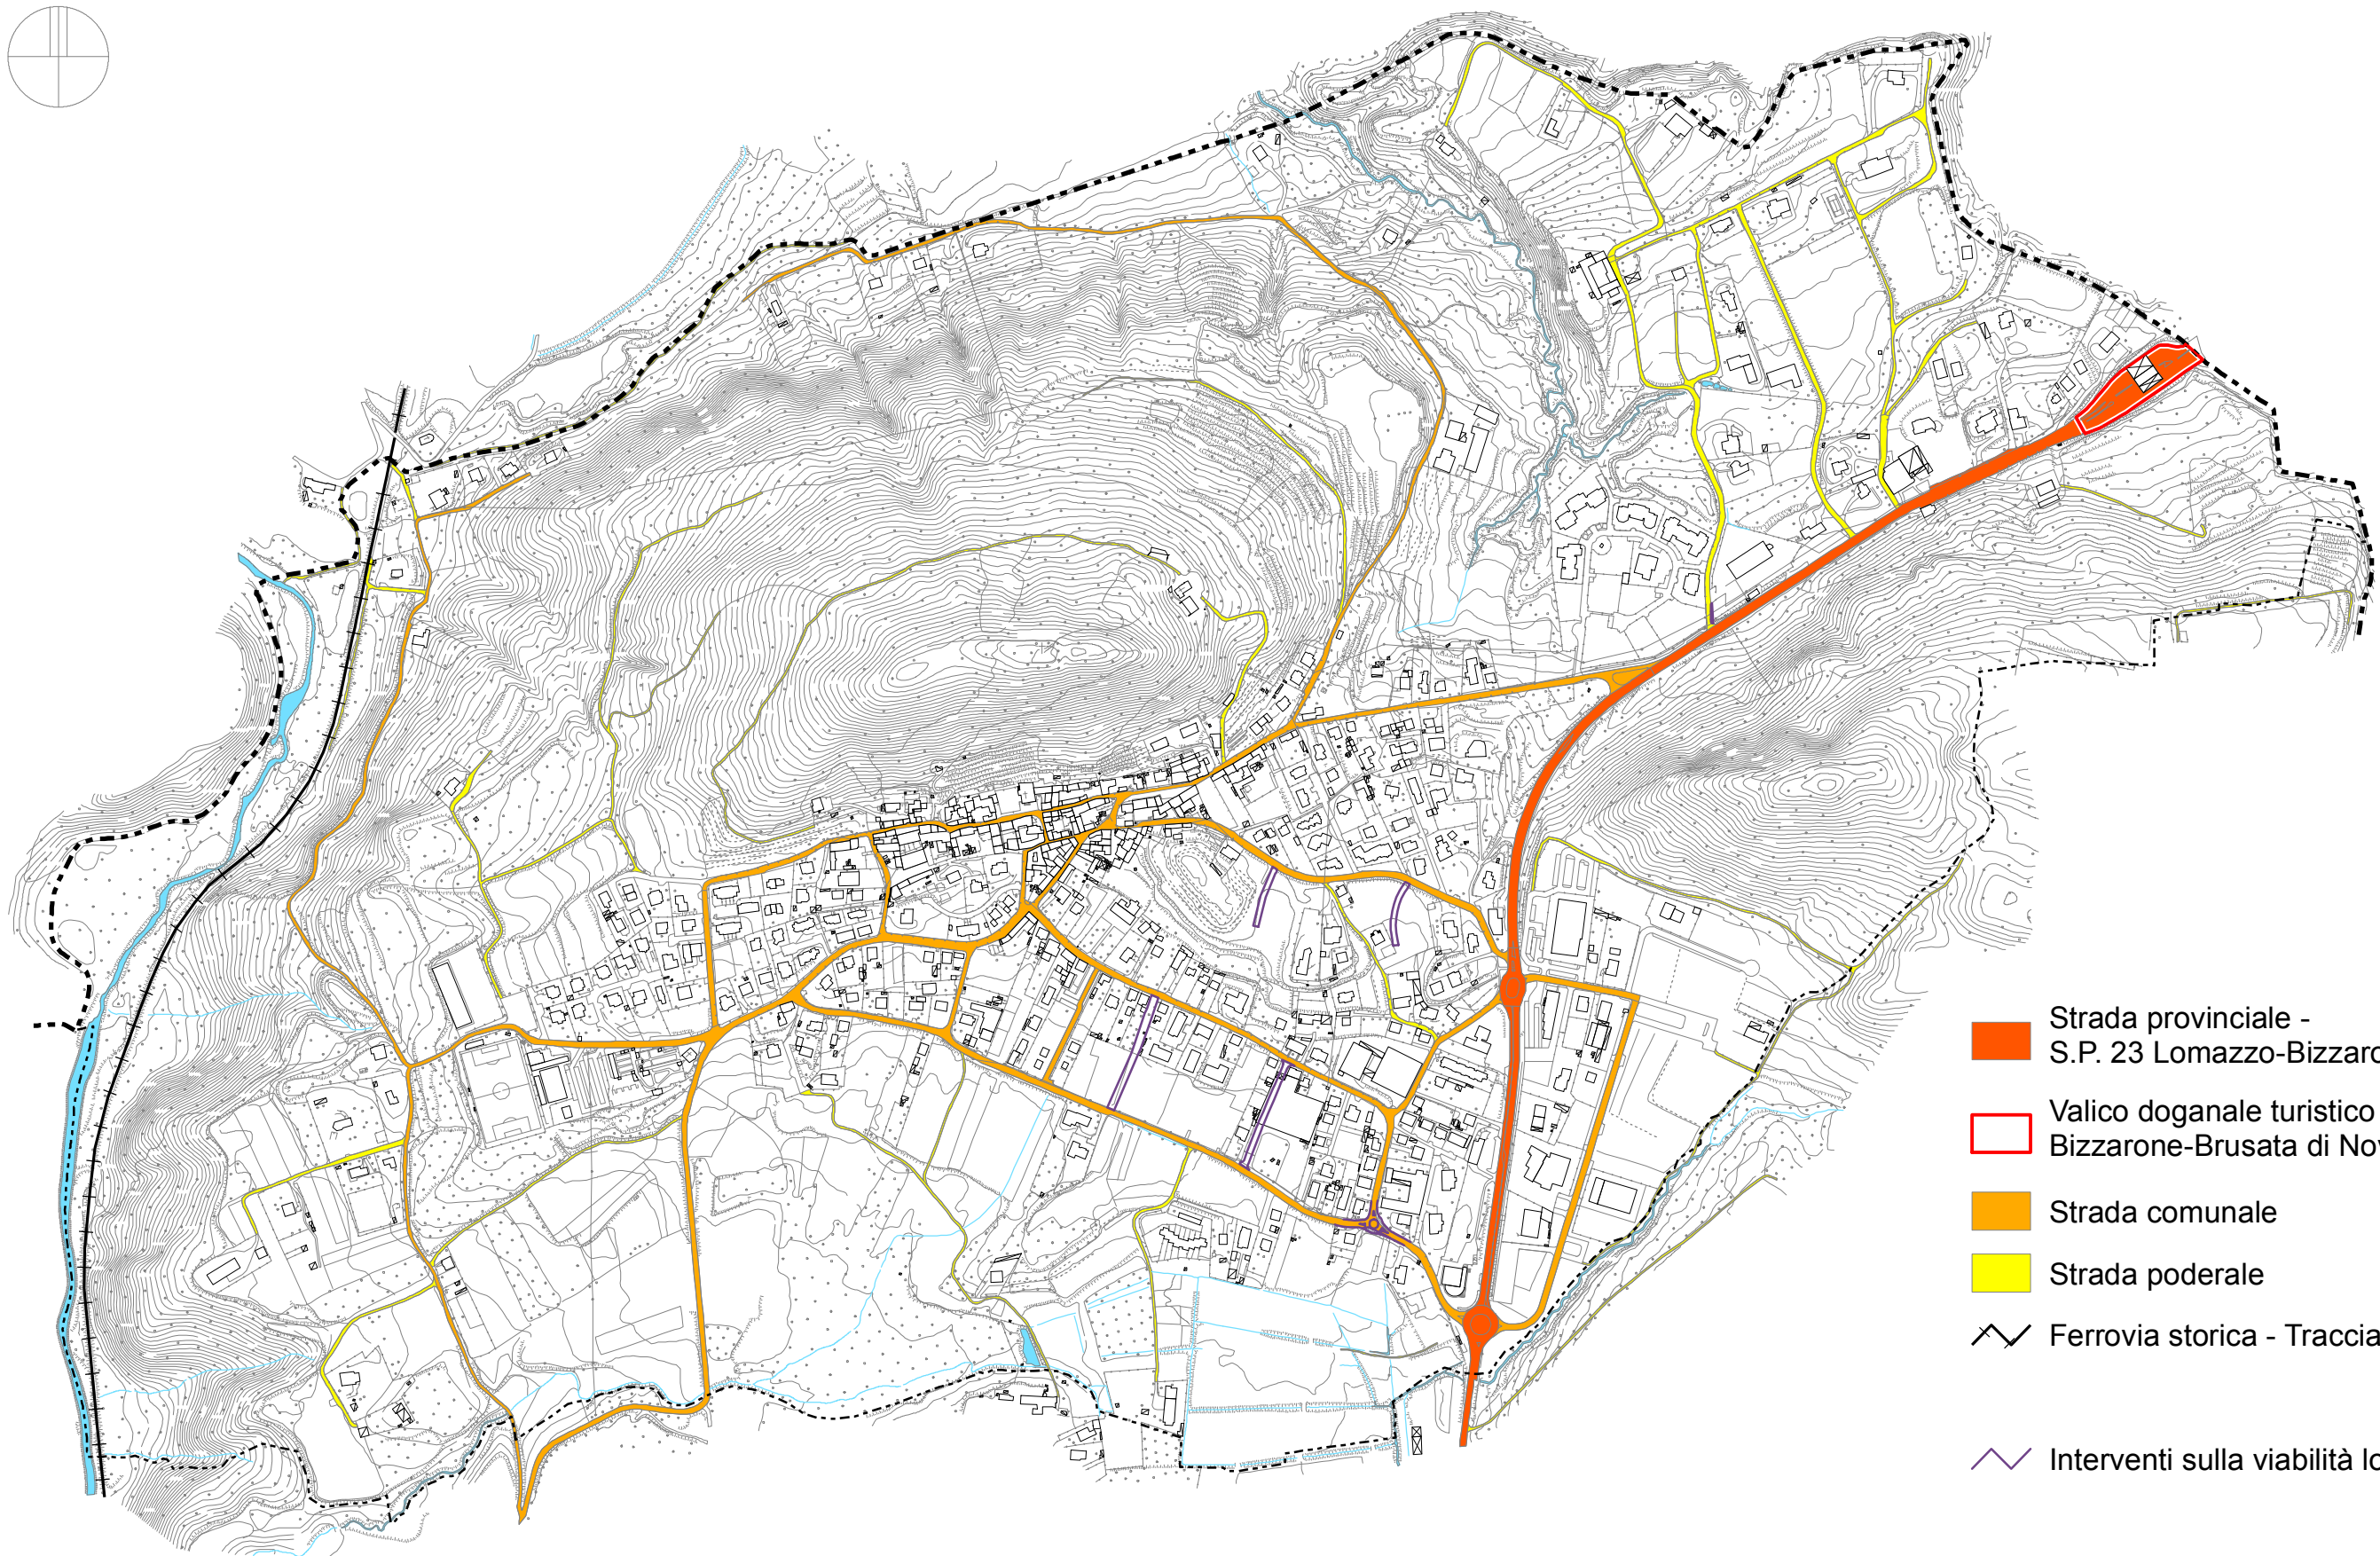 Strada provinciale -
S.P. 23 Lomazzo-Bizzaro
Valico doganale turistico
Bizzarone-Brusata di Nov
Strada comunale
Strada poderale
Ferrovia storica - Traccia
Interventi sulla viabilità lo